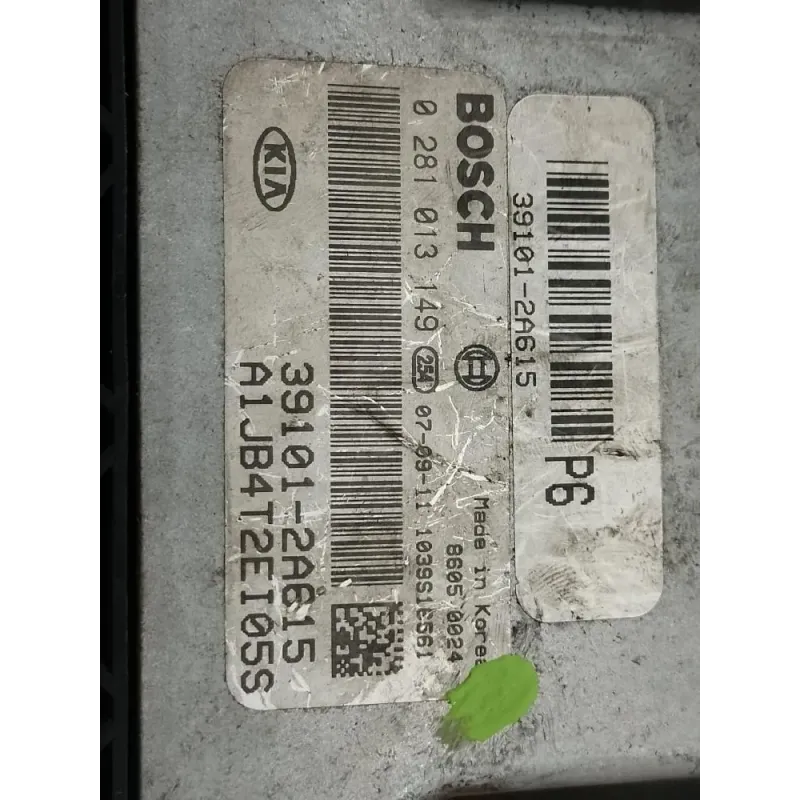 39101-2A615 P6
BOSCH
Made in Korea
0 281 013 149 254 07-09-11
8605 0024
KIA
39101-2A615
A1JB4T2EI05S